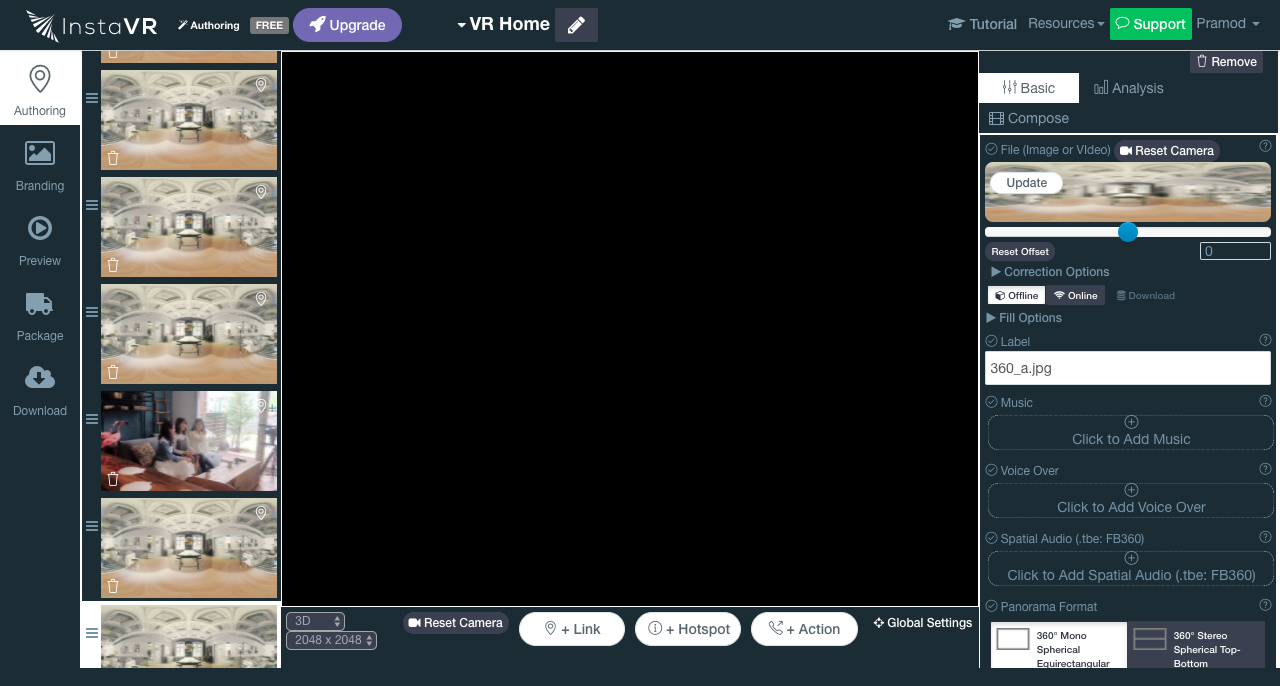 InstaVR
Authoring
FREE
Upgrade
VR Home
Tutorial
Resources
Support
Pramod
Authoring
Branding
Preview
Package
Download
3D
2048 x 2048
Reset Camera
+ Link
+ Hotspot
+ Action
Global Settings
Remove
Basic
Analysis
Compose
File (Image or VIdeo)
Reset Camera
Update
Reset Offset
0
Correction Options
Offline
Online
Download
Fill Options
Label
360_a.jpg
Music
Click to Add Music
Voice Over
Click to Add Voice Over
Spatial Audio (.tbe: FB360)
Click to Add Spatial Audio (.tbe: FB360)
Panorama Format
360° Mono
Spherical
Equirectangular
360° Stereo
Spherical Top-
Bottom